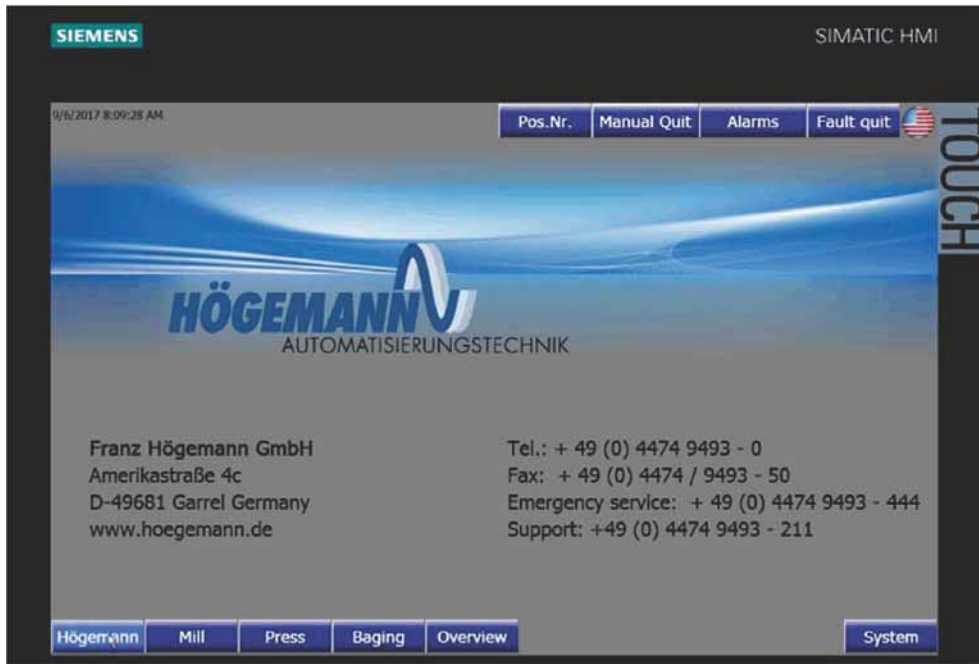 SIEMENS
SIMATIC HMI
TOUCH
9/6/2017 8:09:28 AM
Pos.Nr.
Manual Quit
Alarms
Fault quit
HÖGEMANN
AUTOMATISIERUNGSTECHNIK
Franz Högemann GmbH
Amerikastraße 4c
D-49681 Garrel Germany
www.hoegemann.de
Tel.: + 49 (0) 4474 9493 - 0
Fax: + 49 (0) 4474 / 9493 - 50
Emergency service: + 49 (0) 4474 9493 - 444
Support: +49 (0) 4474 9493 - 211
Högemann
Mill
Press
Baging
Overview
System